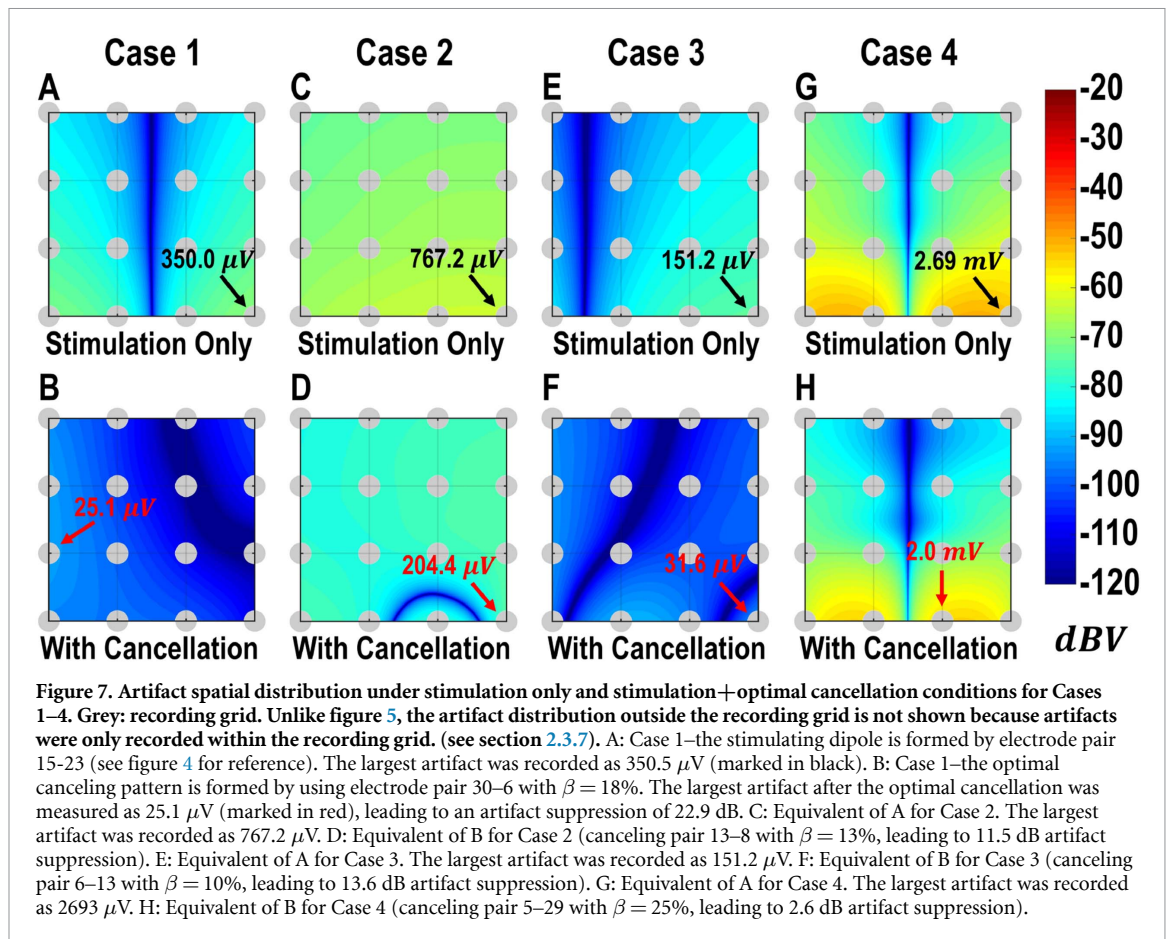 Case 1
Case 2
Case 3
Case 4
A
C
E
G
350.0 μV
767.2 μV
151.2 μV
2.69 mV
Stimulation Only
Stimulation Only
Stimulation Only
Stimulation Only
B
D
F
H
25.1 μV
204.4 μV
31.6 μV
2.0 mV
With Cancellation
With Cancellation
With Cancellation
With Cancellation
-20
-30
-40
-50
-60
-70
-80
-90
-100
-110
-120
dBV
Figure 7. Artifact spatial distribution under stimulation only and stimulation+optimal cancellation conditions for Cases
1–4. Grey: recording grid. Unlike figure 5, the artifact distribution outside the recording grid is not shown because artifacts
were only recorded within the recording grid. (see section 2.3.7). A: Case 1–the stimulating dipole is formed by electrode pair
15-23 (see figure 4 for reference). The largest artifact was recorded as 350.5 μV (marked in black). B: Case 1–the optimal
canceling pattern is formed by using electrode pair 30–6 with β = 18%. The largest artifact after the optimal cancellation was
measured as 25.1 μV (marked in red), leading to an artifact suppression of 22.9 dB. C: Equivalent of A for Case 2. The largest
artifact was recorded as 767.2 μV. D: Equivalent of B for Case 2 (canceling pair 13–8 with β = 13%, leading to 11.5 dB artifact
suppression). E: Equivalent of A for Case 3. The largest artifact was recorded as 151.2 μV. F: Equivalent of B for Case 3 (canceling
pair 6–13 with β = 10%, leading to 13.6 dB artifact suppression). G: Equivalent of A for Case 4. The largest artifact was recorded
as 2693 μV. H: Equivalent of B for Case 4 (canceling pair 5–29 with β = 25%, leading to 2.6 dB artifact suppression).